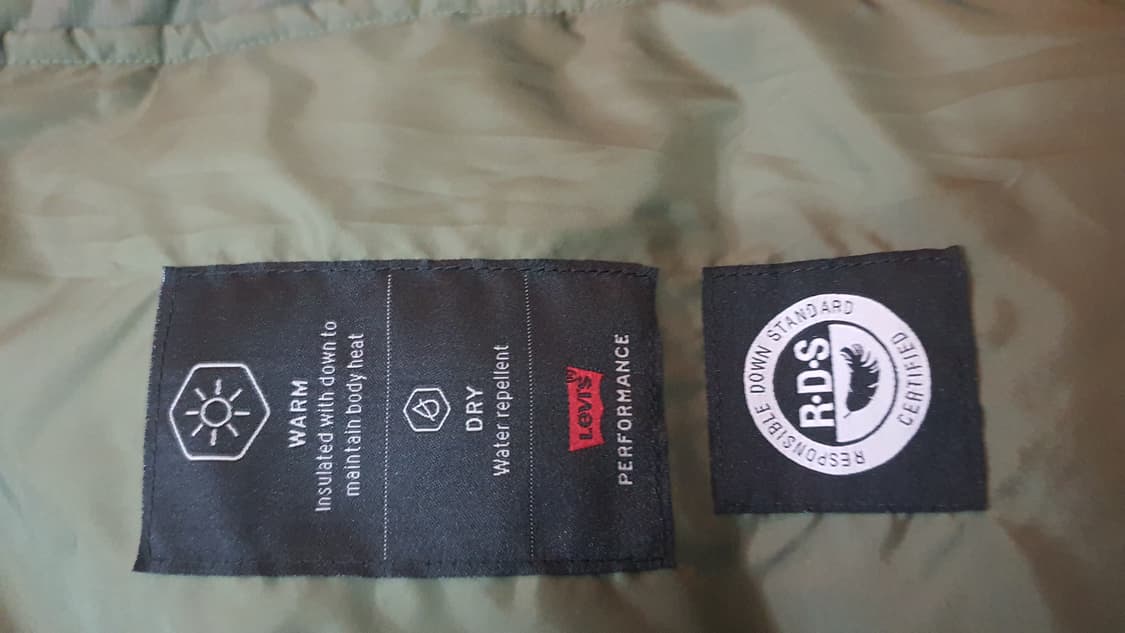 WARM
Insulated with down to
maintain body heat
DRY
Water repellent
Levi's
PERFORMANCE
RESPONSIBLE DOWN STANDARD
R·D·S
CERTIFIED